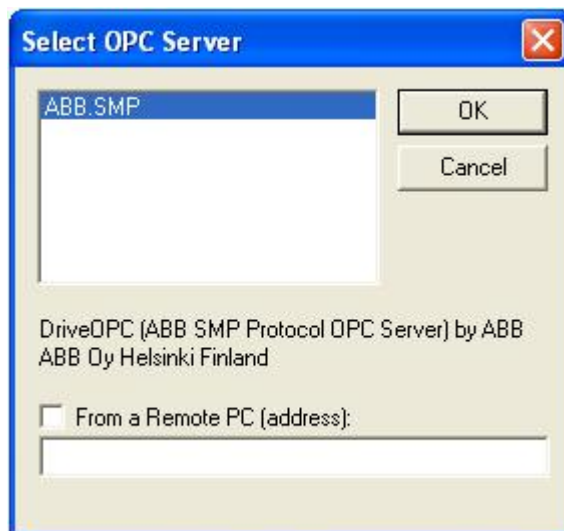 Select OPC Server
ABB.SMP
OK
Cancel
DriveOPC (ABB SMP Protocol OPC Server) by ABB
ABB Oy Helsinki Finland
From a Remote PC (address):